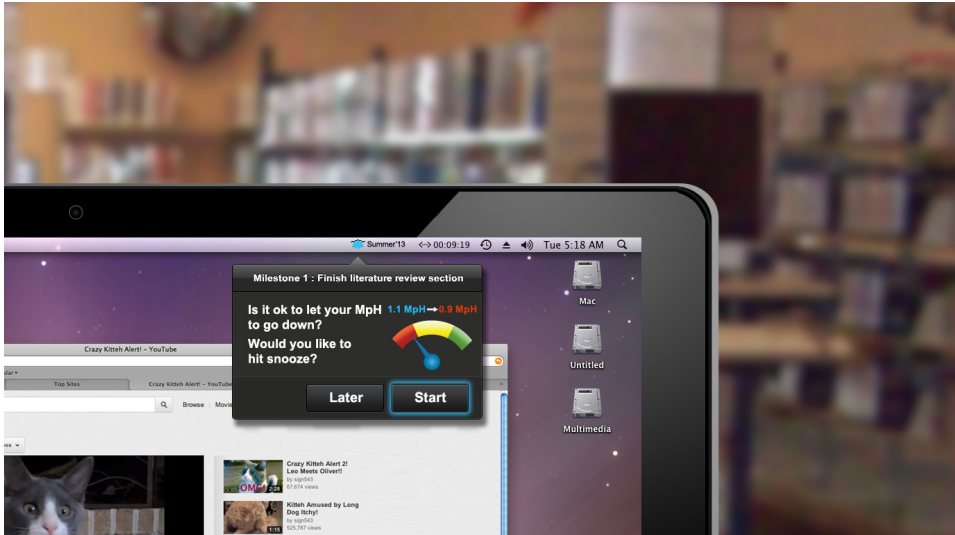 Summer'13 <-> 00:09:19 Tue 5:18 AM
Milestone 1 : Finish literature review section
Is it ok to let your MpH
to go down?
1.1 MpH→0.9 MpH
Would you like to
hit snooze?
Later Start
Mac
Untitled
Multimedia
Crazy Kitteh Alert! – YouTube
ular
Top Sites Crazy Kitteh Alert! – YouTube
Browse Movie
Crazy Kitteh Alert 2!
Leo Meets Oliver!!
by sign543
67,674 views
OMG! 2:28
Kitteh Amused by Long
Dog Itchy!
by sign543
525,767 views
1:15